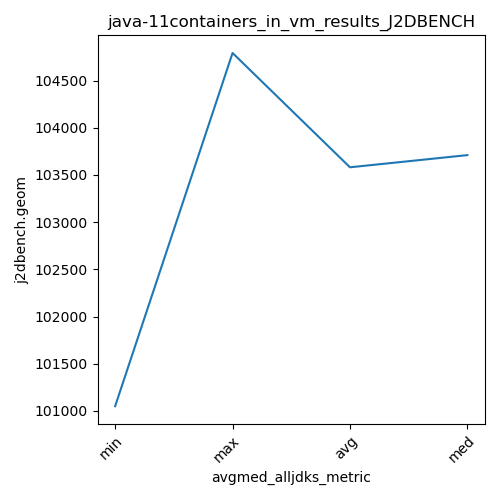 java-11containers_in_vm_results_J2DBENCH
j2dbench.geom
104500
104000
103500
103000
102500
102000
101500
101000
min
max
avg
med
avgmed_alljdks_metric